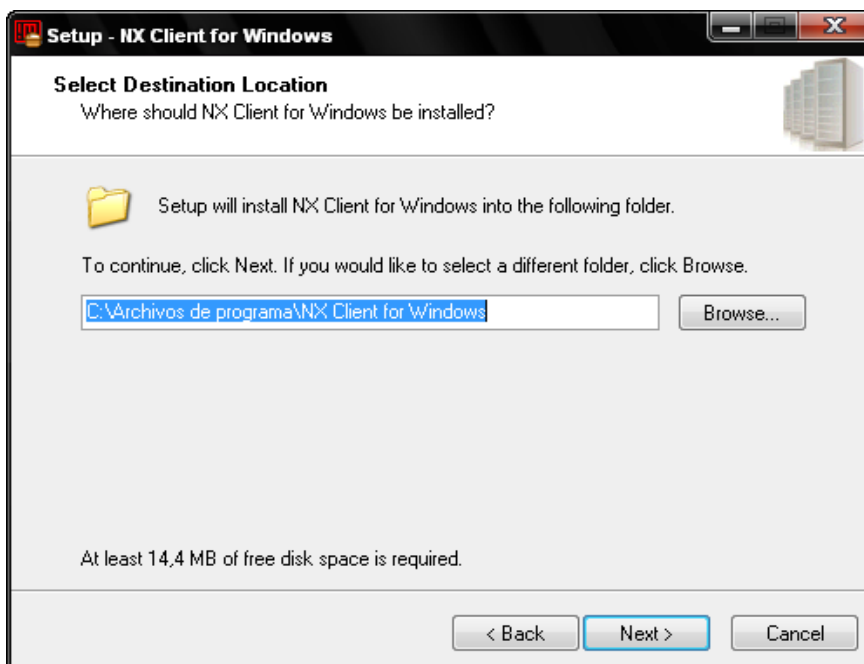 Setup - NX Client for Windows
Select Destination Location
Where should NX Client for Windows be installed?
Setup will install NX Client for Windows into the following folder.
To continue, click Next. If you would like to select a different folder, click Browse.
C:\Archivos de programa\NX Client for Windows
Browse...
At least 14,4 MB of free disk space is required.
< Back
Next >
Cancel